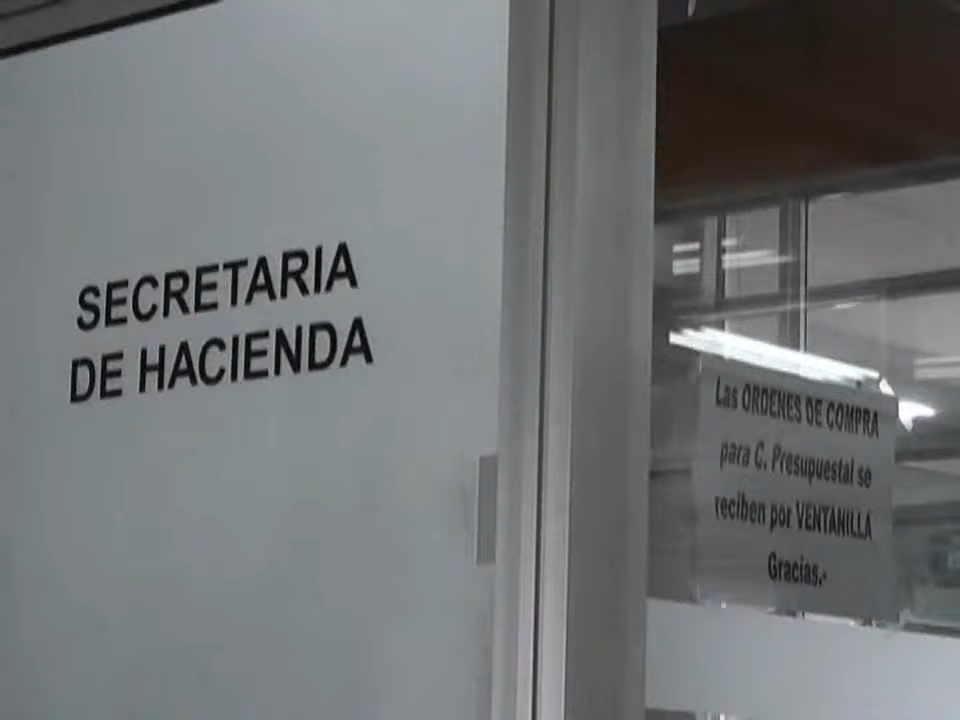 SECRETARIA
DE HACIENDA
Las ORDENES DE COMPRA
para C. Presupuestal se
reciben por VENTANILLA
Gracias.-